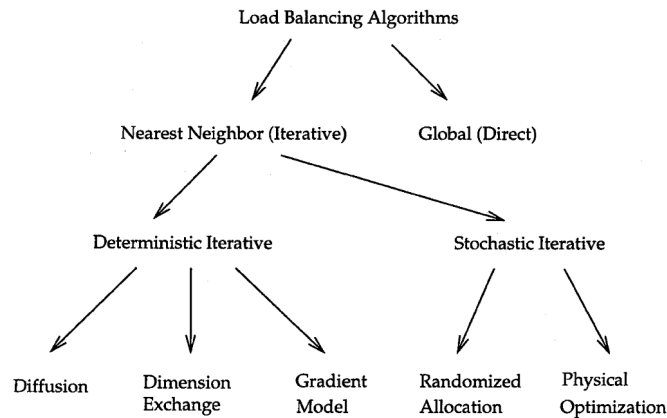 Load Balancing Algorithms
Nearest Neighbor (Iterative)
Global (Direct)
Deterministic Iterative
Stochastic Iterative
Diffusion
Dimension
Exchange
Gradient
Model
Randomized
Allocation
Physical
Optimization